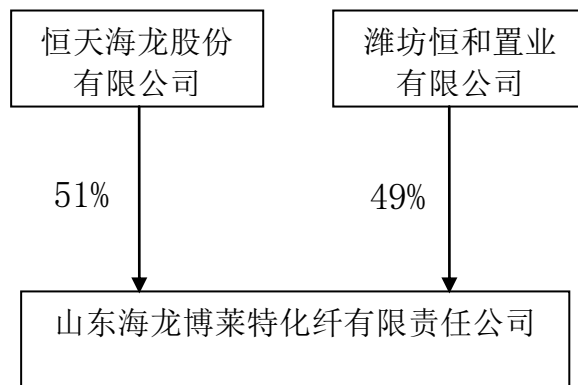 恒天海龙股份
有限公司
潍坊恒和置业
有限公司
51%
49%
山东海龙博莱特化纤有限责任公司